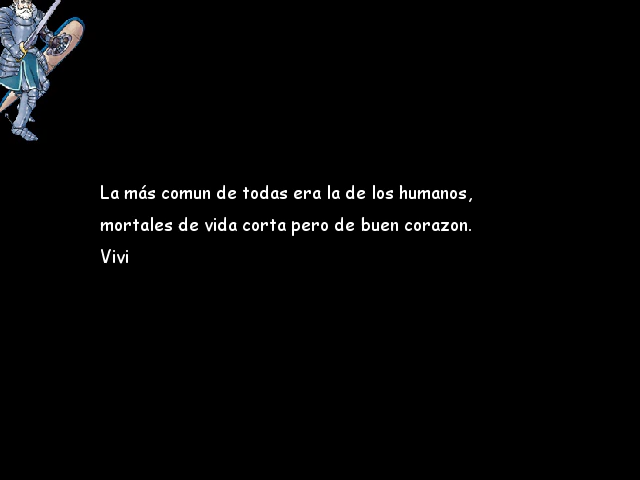 La más comun de todas era la de los humanos,
mortales de vida corta pero de buen corazon.
Vivi